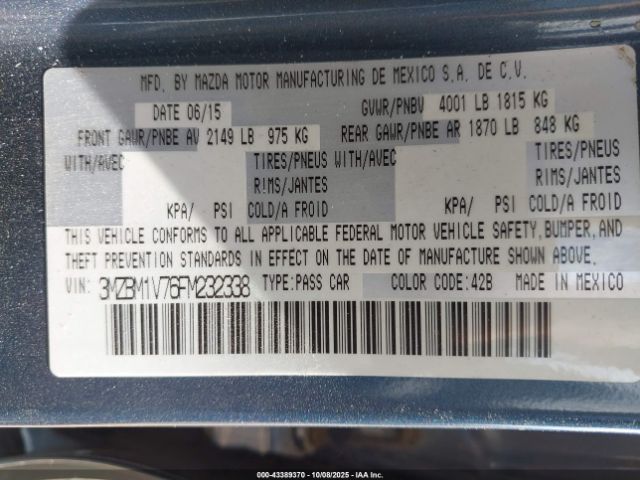 MFD. BY MAZDA MOTOR MANUFACTURING DE MEXICO S.A. DE C.V.
DATE 06/15 GVWR/PNBV 4001 LB 1815 KG
FRONT GAWR/PNBE AV 2149 LB 975 KG REAR GAWR/PNBE AR 1870 LB 848 KG
WITH/AVEC TIRES/PNEUS WITH/AVEC TIRES/PNEUS
RIMS/JANTES RIMS/JANTES
KPA/ PSI COLD/A FROID KPA/ PSI COLD/A FROID
THIS VEHICLE CONFORMS TO ALL APPLICABLE FEDERAL MOTOR VEHICLE SAFETY, BUMPER, AND
THEFT PREVENTION STANDARDS IN EFFECT ON THE DATE OF MANUFACTURE SHOWN ABOVE.
VIN: 3MZBM1V76FM232338 TYPE:PASS CAR COLOR CODE:42B MADE IN MEXICO
000-43389370 | 10/08/2025 | IAA Inc.